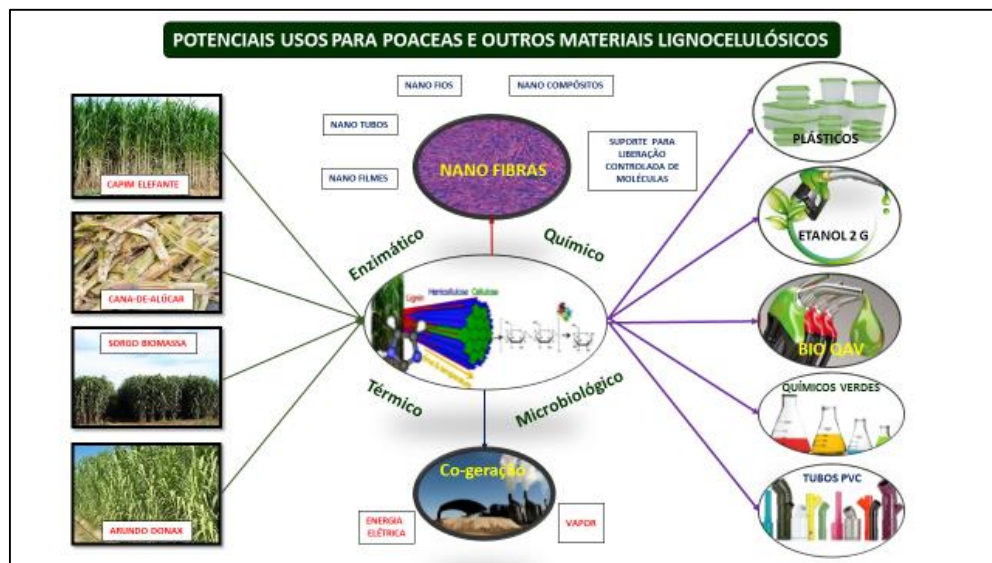 POTENCIAIS USOS PARA POACEAS E OUTROS MATERIAIS LIGNOCELULÓSICOS
CAPIM ELEFANTE
CANA-DE-AÇÚCAR
SORGO BIOMASSA
ARUNDO DONAX
NANO FIOS
NANO COMPÓSITOS
NANO TUBOS
NANO FILMES
NANO FIBRAS
SUPORTE PARA
LIBERAÇÃO
CONTROLADA DE
MOLÉCULAS
Enzimático
Químico
Lignin
Hemicellulose
Cellulose
Térmico
Microbiológico
Co-geração
ENERGIA
ELÉTRICA
VAPOR
PLÁSTICOS
ETANOL 2 G
BIO QAV
QUÍMICOS VERDES
TUBOS PVC